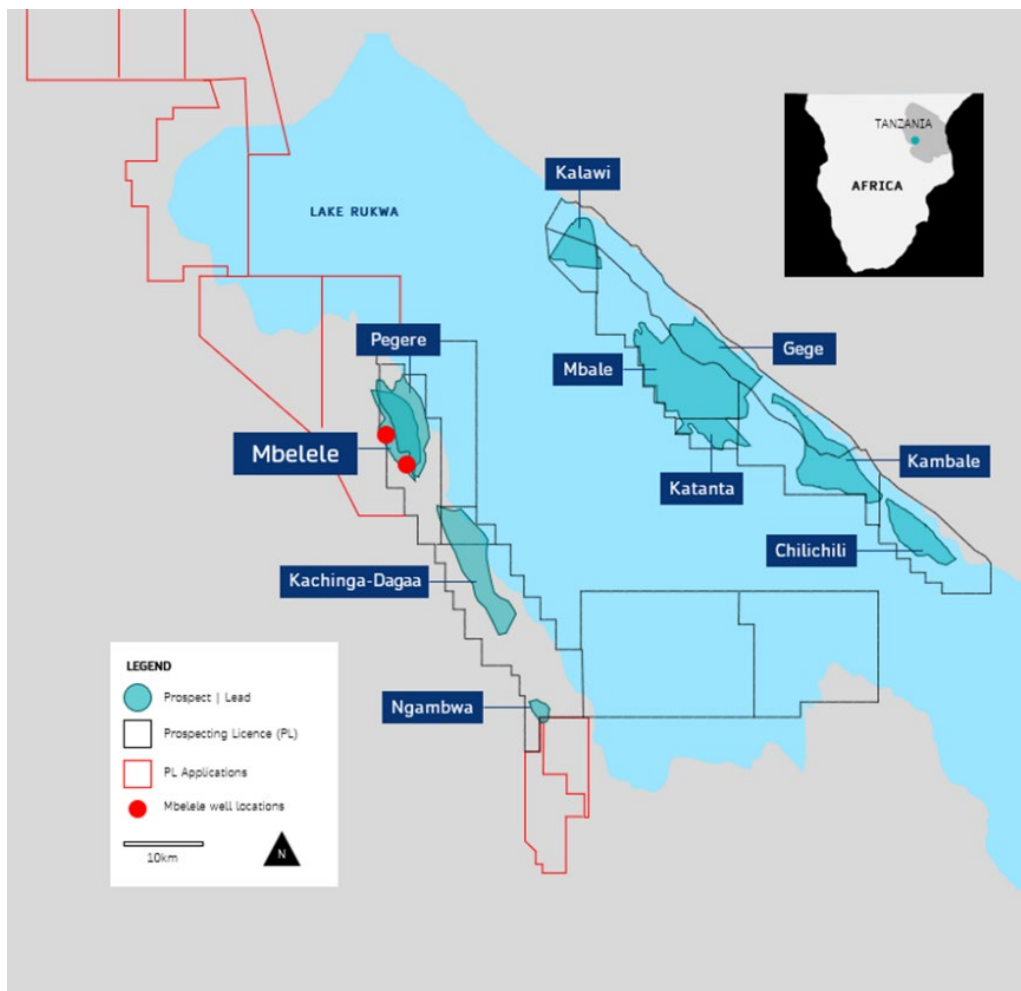 TANZANIA
AFRICA
Kalawi
LAKE RUKWA
Pegere
Gege
Mbale
Mbelele
Kambale
Katanta
Chilichili
Kachinga-Dagaa
Ngambwa
LEGEND
Prospect | Lead
Prospecting Licence (PL)
PL Applications
Mbelele well locations
10km
N